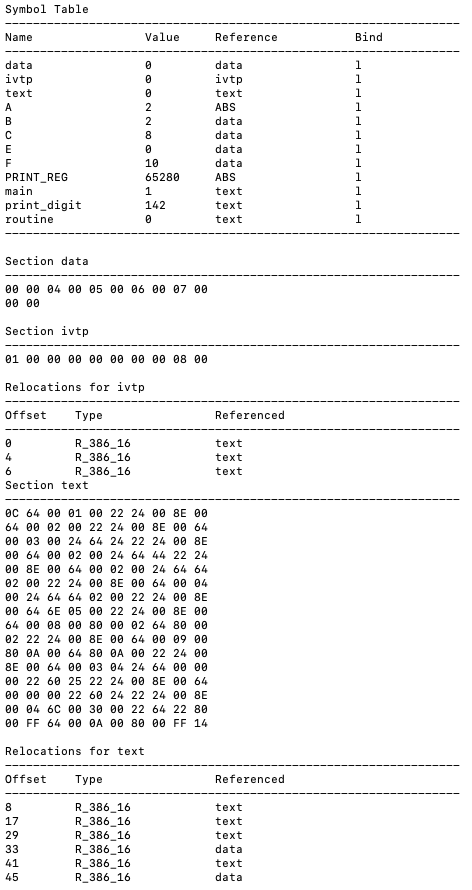 Symbol Table
Name Value Reference Bind
data 0 data l
ivtp 0 ivtp l
text 0 text l
A 2 ABS l
B 2 data l
C 8 data l
E 0 data l
F 10 data l
PRINT_REG 65280 ABS l
main 1 text l
print_digit 142 text l
routine 0 text l
Section data
00 00 04 00 05 00 06 00 07 00
00 00
Section ivtp
01 00 00 00 00 00 00 00 08 00
Relocations for ivtp
Offset Type Referenced
0 R_386_16 text
4 R_386_16 text
6 R_386_16 text
Section text
0C 64 00 01 00 22 24 00 8E 00
64 00 02 00 22 24 00 8E 00 64
00 03 00 24 64 24 22 24 00 8E
00 64 00 02 00 24 64 44 22 24
00 8E 00 64 00 02 00 24 64 64
02 00 22 24 00 8E 00 64 00 04
00 24 64 64 02 00 22 24 00 8E
00 64 6E 05 00 22 24 00 8E 00
64 00 08 00 80 00 02 64 80 00
02 22 24 00 8E 00 64 00 09 00
80 0A 00 64 80 0A 00 22 24 00
8E 00 64 00 03 04 24 64 00 00
00 22 60 25 22 24 00 8E 00 64
00 00 00 22 60 24 22 24 00 8E
00 04 6C 00 30 00 22 64 22 80
00 FF 64 00 0A 00 80 00 FF 14
Relocations for text
Offset Type Referenced
8 R_386_16 text
17 R_386_16 text
29 R_386_16 text
33 R_386_16 data
41 R_386_16 text
45 R_386_16 data